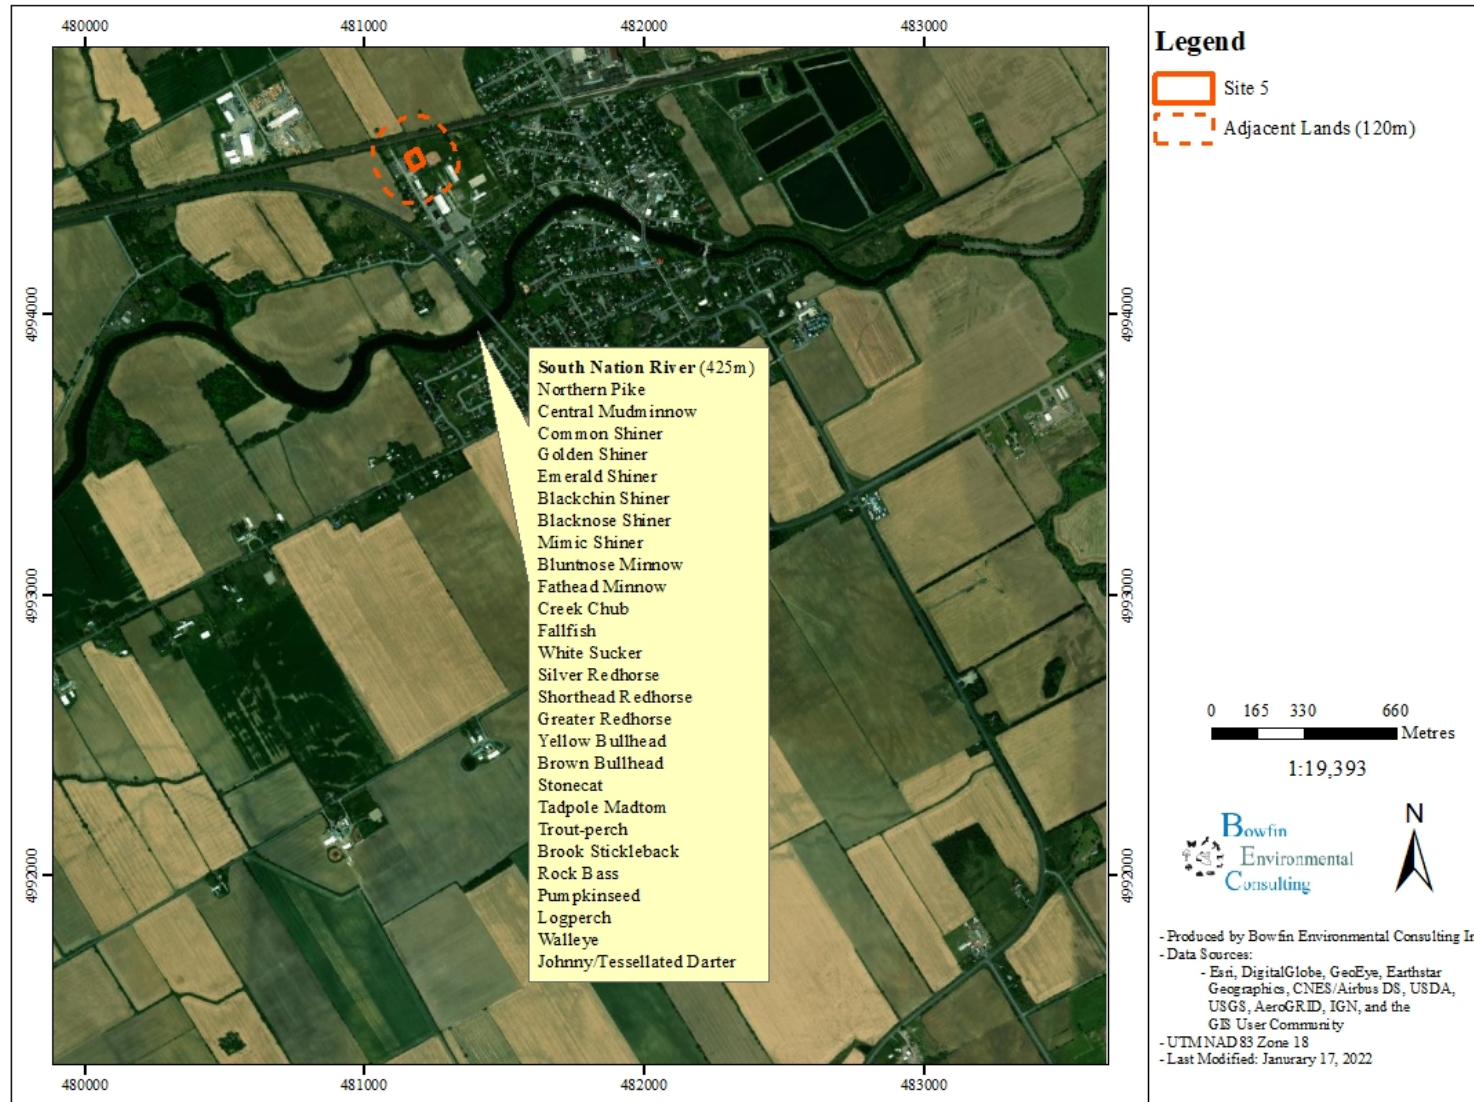 480000
481000
482000
483000
4994000
4993000
4992000
South Nation River (425m)
Northern Pike
Central Mudminnow
Common Shiner
Golden Shiner
Emerald Shiner
Blackchin Shiner
Blacknose Shiner
Mimic Shiner
Bluntnose Minnow
Fathead Minnow
Creek Chub
Fallfish
White Sucker
Silver Redhorse
Shorthead Redhorse
Greater Redhorse
Yellow Bullhead
Brown Bullhead
Stonecat
Tadpole Madtom
Trout-perch
Brook Stickleback
Rock Bass
Pumpkinseed
Logperch
Walleye
Johnny/Tessellated Darter
4994000
4993000
4992000
480000
481000
482000
483000
Legend
Site 5
Adjacent Lands (120m)
0 165 330 660
Metres
1:19,393
Bowfin
Environmental
Consulting
N
- Produced by Bowfin Environmental Consulting In
- Data Sources:
- Esri, DigitalGlobe, GeoEye, Earthstar
Geographics, CNES/Airbus DS, USDA,
USGS, AeroGRID, IGN, and the
GIS User Community
- UTM NAD 83 Zone 18
- Last Modified: Janurary 17, 2022